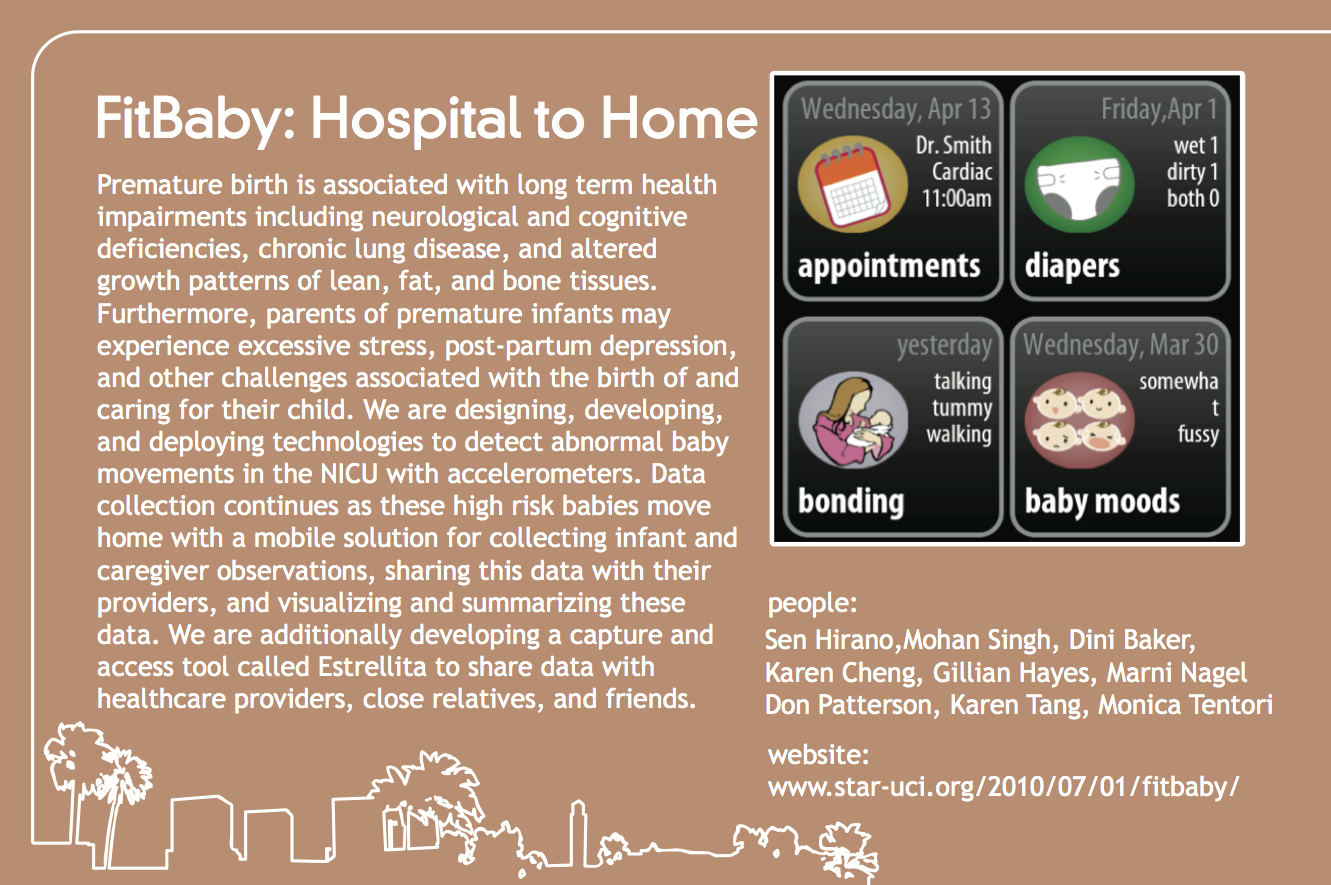 FitBaby: Hospital to Home
Premature birth is associated with long term health
impairments including neurological and cognitive
deficiencies, chronic lung disease, and altered
growth patterns of lean, fat, and bone tissues.
Furthermore, parents of premature infants may
experience excessive stress, post-partum depression,
and other challenges associated with the birth of and
caring for their child. We are designing, developing,
and deploying technologies to detect abnormal baby
movements in the NICU with accelerometers. Data
collection continues as these high risk babies move
home with a mobile solution for collecting infant and
caregiver observations, sharing this data with their
providers, and visualizing and summarizing these
data. We are additionally developing a capture and
access tool called Estrellita to share data with
healthcare providers, close relatives, and friends.
Wednesday, Apr 13
Dr. Smith
Cardiac
11:00am
appointments
Friday,Apr 1
wet 1
dirty 1
both 0
diapers
yesterday
talking
tummy
walking
bonding
Wednesday, Mar 30
somewha
t
fussy
baby moods
people:
Sen Hirano,Mohan Singh, Dini Baker,
Karen Cheng, Gillian Hayes, Marni Nagel
Don Patterson, Karen Tang, Monica Tentori
website:
www.star-uci.org/2010/07/01/fitbaby/